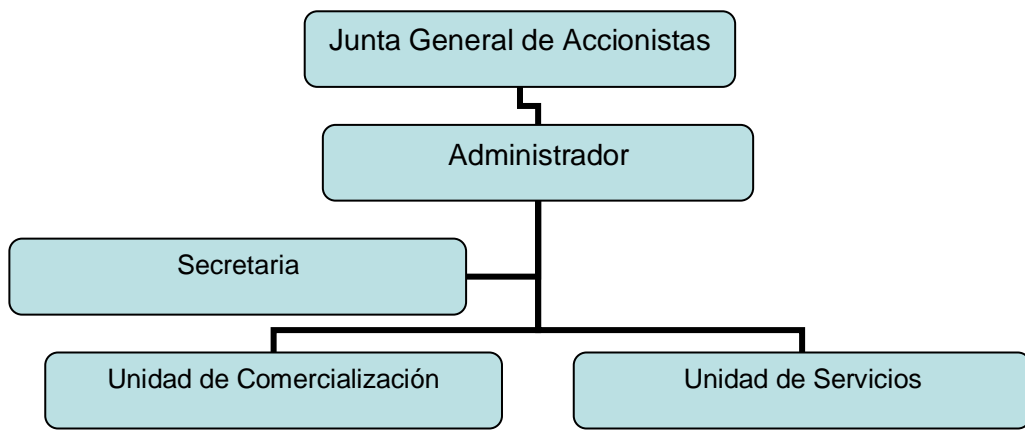 Junta General de Accionistas
Administrador
Secretaria
Unidad de Comercialización
Unidad de Servicios